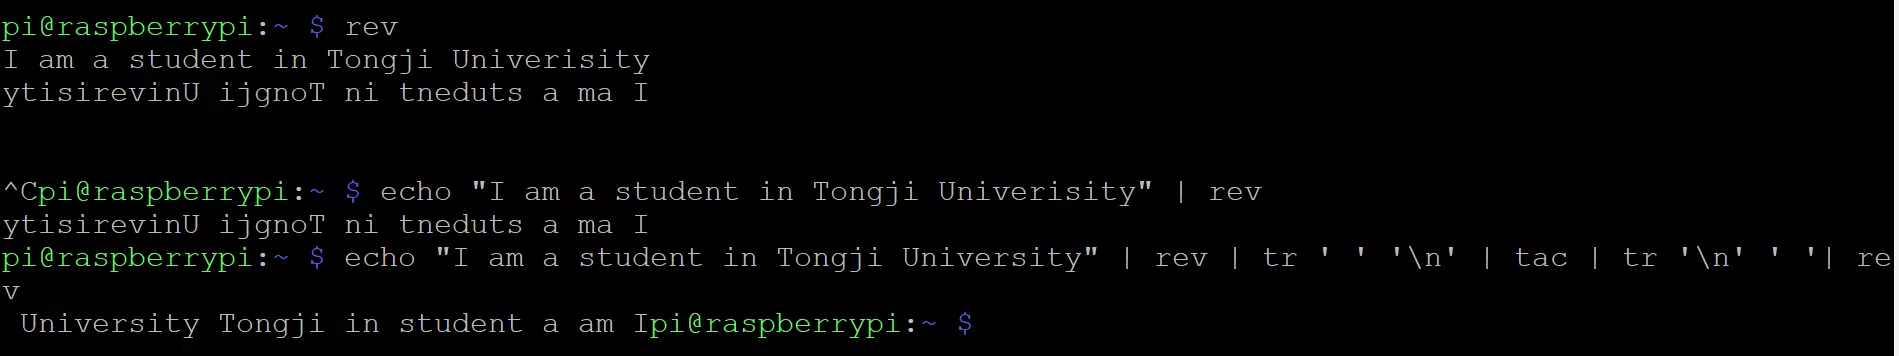 pi@raspberrypi:~ $ rev
I am a student in Tongji Univerisity
ytisirevinU ijgnoT ni tneduts a ma I
^Cpi@raspberrypi:~ $ echo "I am a student in Tongji Univerisity" | rev
ytisirevinU ijgnoT ni tneduts a ma I
pi@raspberrypi:~ $ echo "I am a student in Tongji University" | rev | tr ' ' '\n' | tac | tr '\n' ' '| re
v
 University Tongji in student a am Ipi@raspberrypi:~ $